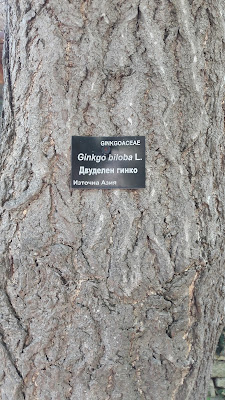 GINKGOACEAE
Ginkgo biloba L.
Двуделен гинко
Източна Азия